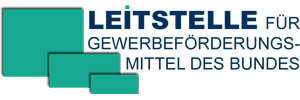 LEITSTELLE FÜR
GEWERBEFÖRDERUNGS-
MITTEL DES BUNDES